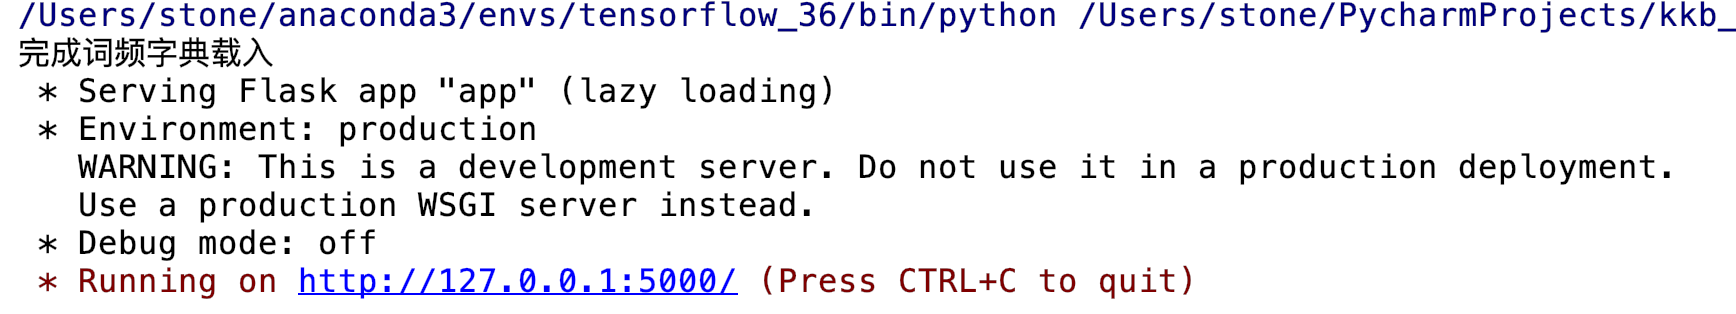 /Users/stone/anaconda3/envs/tensorflow_36/bin/python /Users/stone/PycharmProjects/kkb_
完成词频字典载入
 * Serving Flask app "app" (lazy loading)
 * Environment: production
   WARNING: This is a development server. Do not use it in a production deployment.
   Use a production WSGI server instead.
 * Debug mode: off
 * Running on http://127.0.0.1:5000/ (Press CTRL+C to quit)